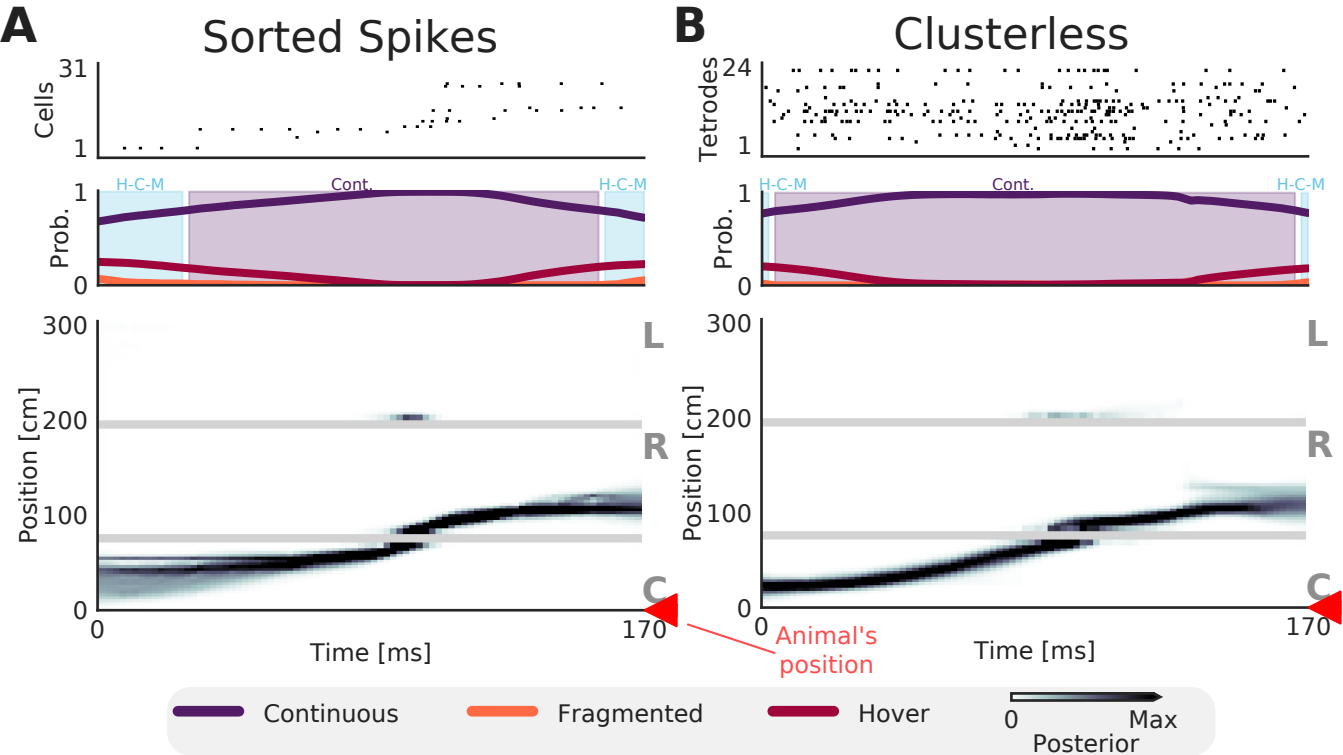 A
Sorted Spikes
31
Cells
1
H-C-M
Cont.
H-C-M
1
Prob.
0
300
L
Position [cm]
200
R
100
C
0
0
170
Time [ms]
B
Clusterless
24
Tetrodes
1
H-C-M
Cont.
H-C-M
1
Prob.
0
300
L
Position [cm]
200
R
100
C
0
0
170
Time [ms]
Animal's
position
Continuous
Fragmented
Hover
0
Max
Posterior